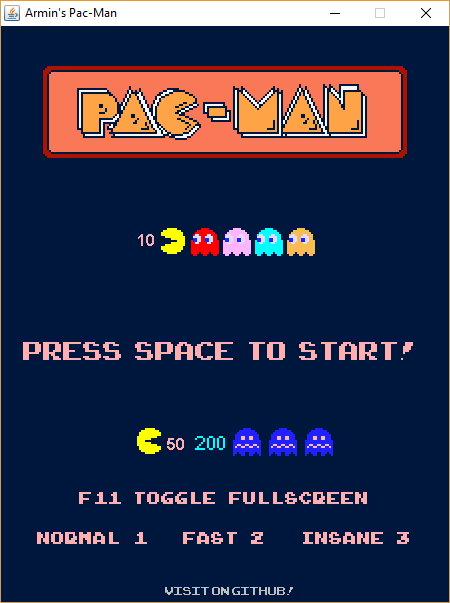 Armin's Pac-Man
PAC-MAN
10
PRESS SPACE TO START!
50 200
F11 TOGGLE FULLSCREEN
NORMAL 1 FAST 2 INSANE 3
VISIT ON GITHUB!